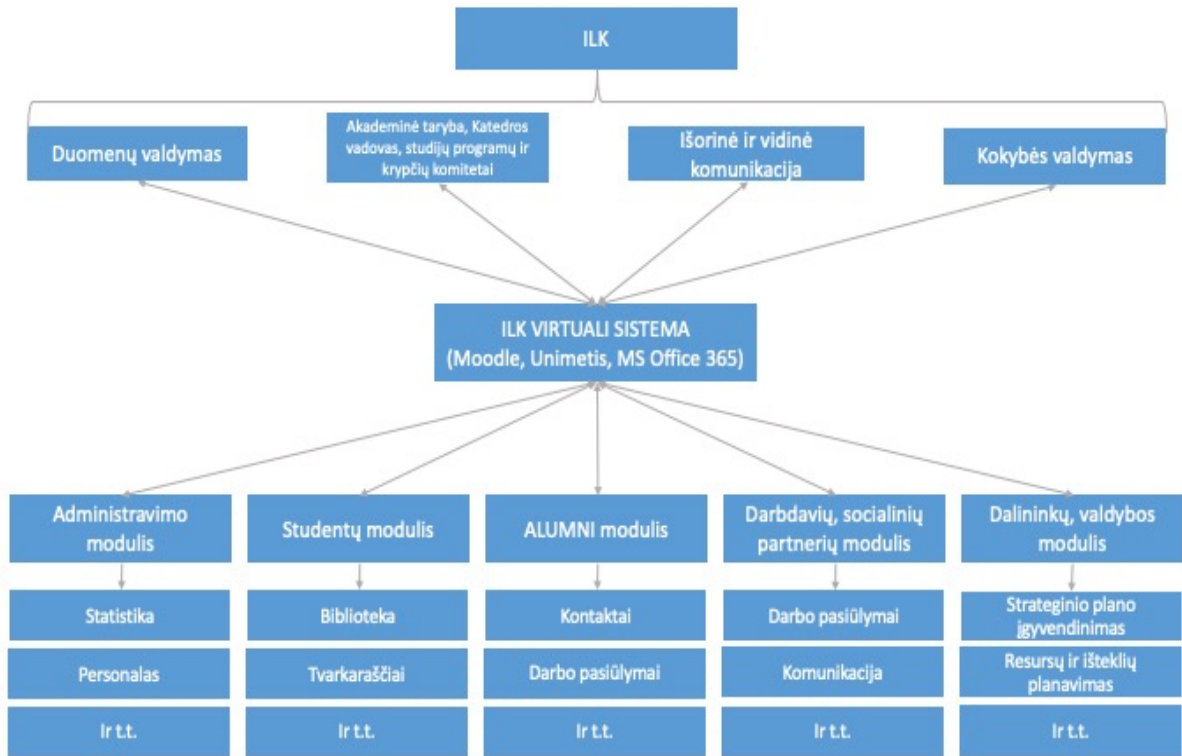 ILK
Duomenų valdymas
Akademinė taryba, Katedros
vadovas, studijų programų ir
krypčių komitetai
Išorinė ir vidinė
komunikacija
Kokybės valdymas
ILK VIRTUALI SISTEMA
(Moodle, Unimetis, MS Office 365)
Administravimo
modulis
Studentų modulis
ALUMNI modulis
Darbdavių, socialinių
partnerių modulis
Dalininkų, valdybos
modulis
Statistika
Biblioteka
Kontaktai
Darbo pasiūlymai
Strateginio plano
įgyvendinimas
Personalas
Tvarkaraščiai
Darbo pasiūlymai
Komunikacija
Resursų ir išteklių
planavimas
Ir t.t.
Ir t.t.
Ir t.t.
Ir t.t.
Ir t.t.